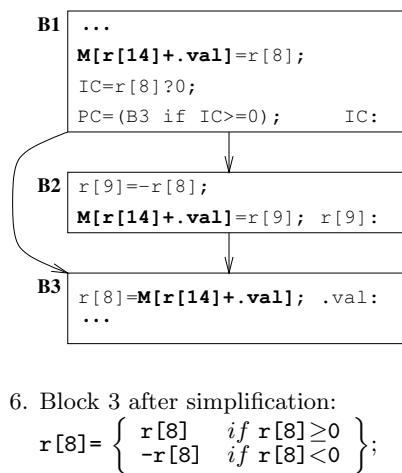 B1 ...
M[r[14]+.val]=r[8];
IC=r[8]?0;
PC=(B3 if IC>=0); IC:
B2 r[9]=-r[8];
M[r[14]+.val]=r[9]; r[9]:
B3 r[8]=M[r[14]+.val]; .val:
...
6. Block 3 after simplification:
r[8]= { r[8] if r[8]≥0
-r[8] if r[8]<0 };